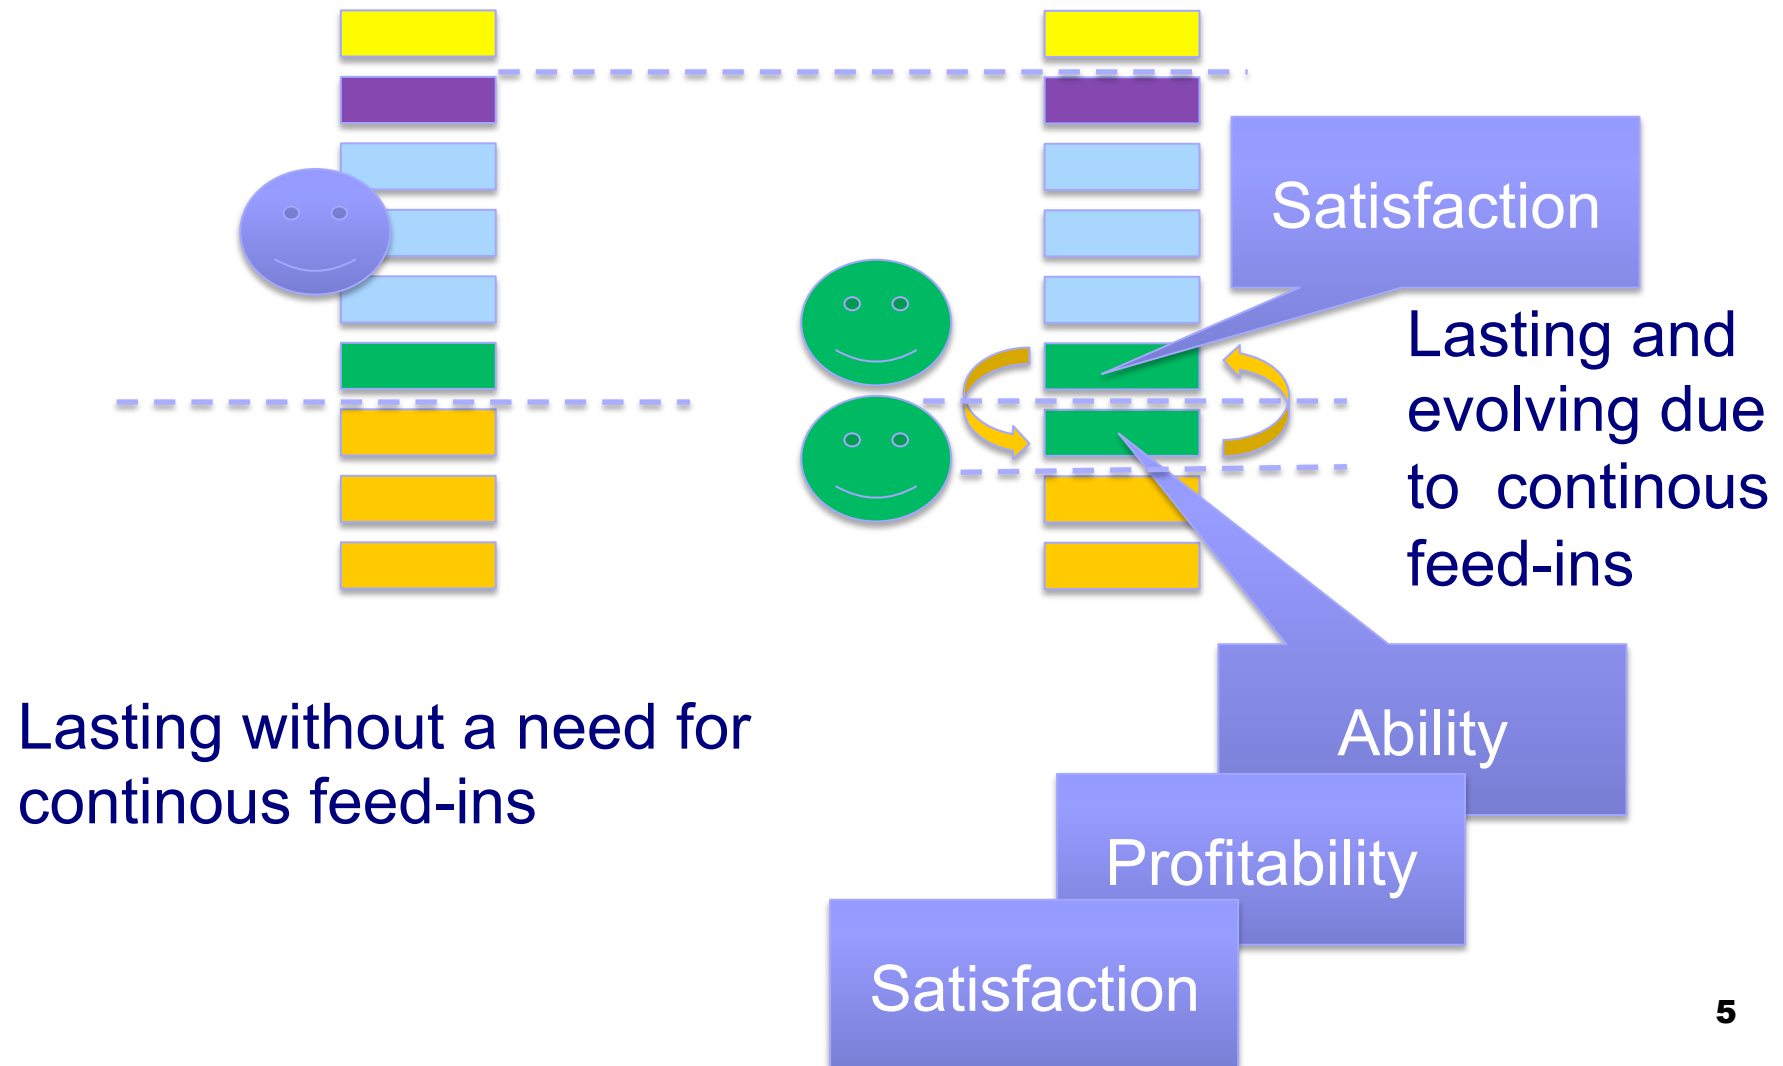 Satisfaction
Lasting and
evolving due
to  continous
feed-ins
Lasting without a need for
continous feed-ins
Ability
Profitability
Satisfaction
5